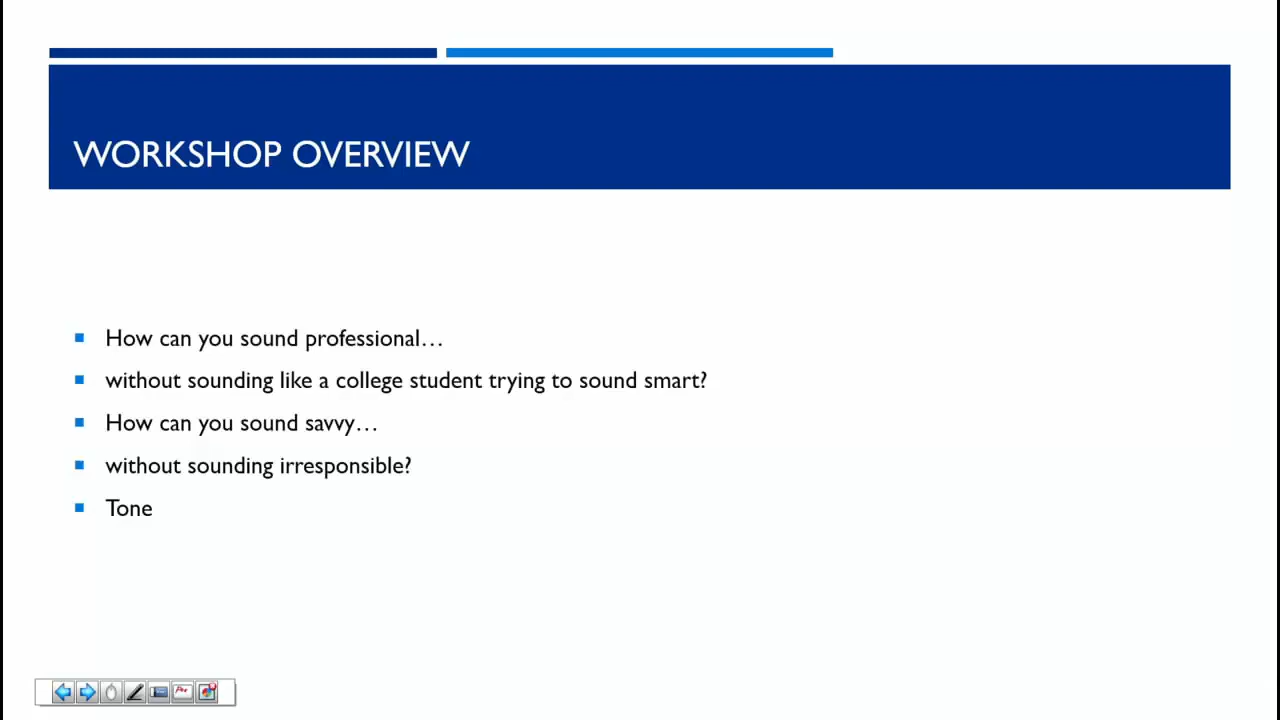 WORKSHOP OVERVIEW
How can you sound professional…
without sounding like a college student trying to sound smart?
How can you sound savvy…
without sounding irresponsible?
Tone